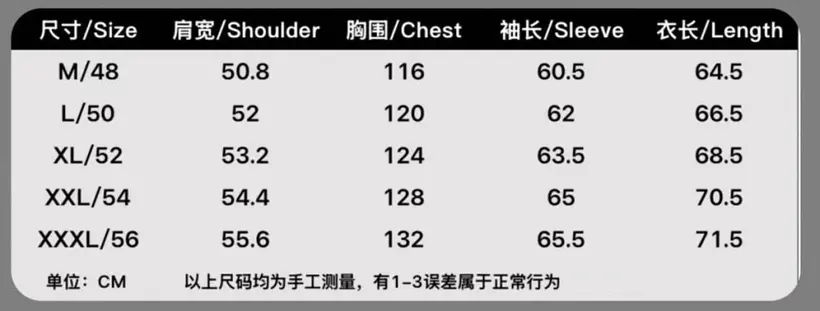 尺寸/Size 肩宽/Shoulder 胸围/Chest 袖长/Sleeve 衣长/Length
M/48 50.8 116 60.5 64.5
L/50 52 120 62 66.5
XL/52 53.2 124 63.5 68.5
XXL/54 54.4 128 65 70.5
XXXL/56 55.6 132 65.5 71.5
单位：CM 以上尺码均为手工测量，有1-3误差属于正常行为